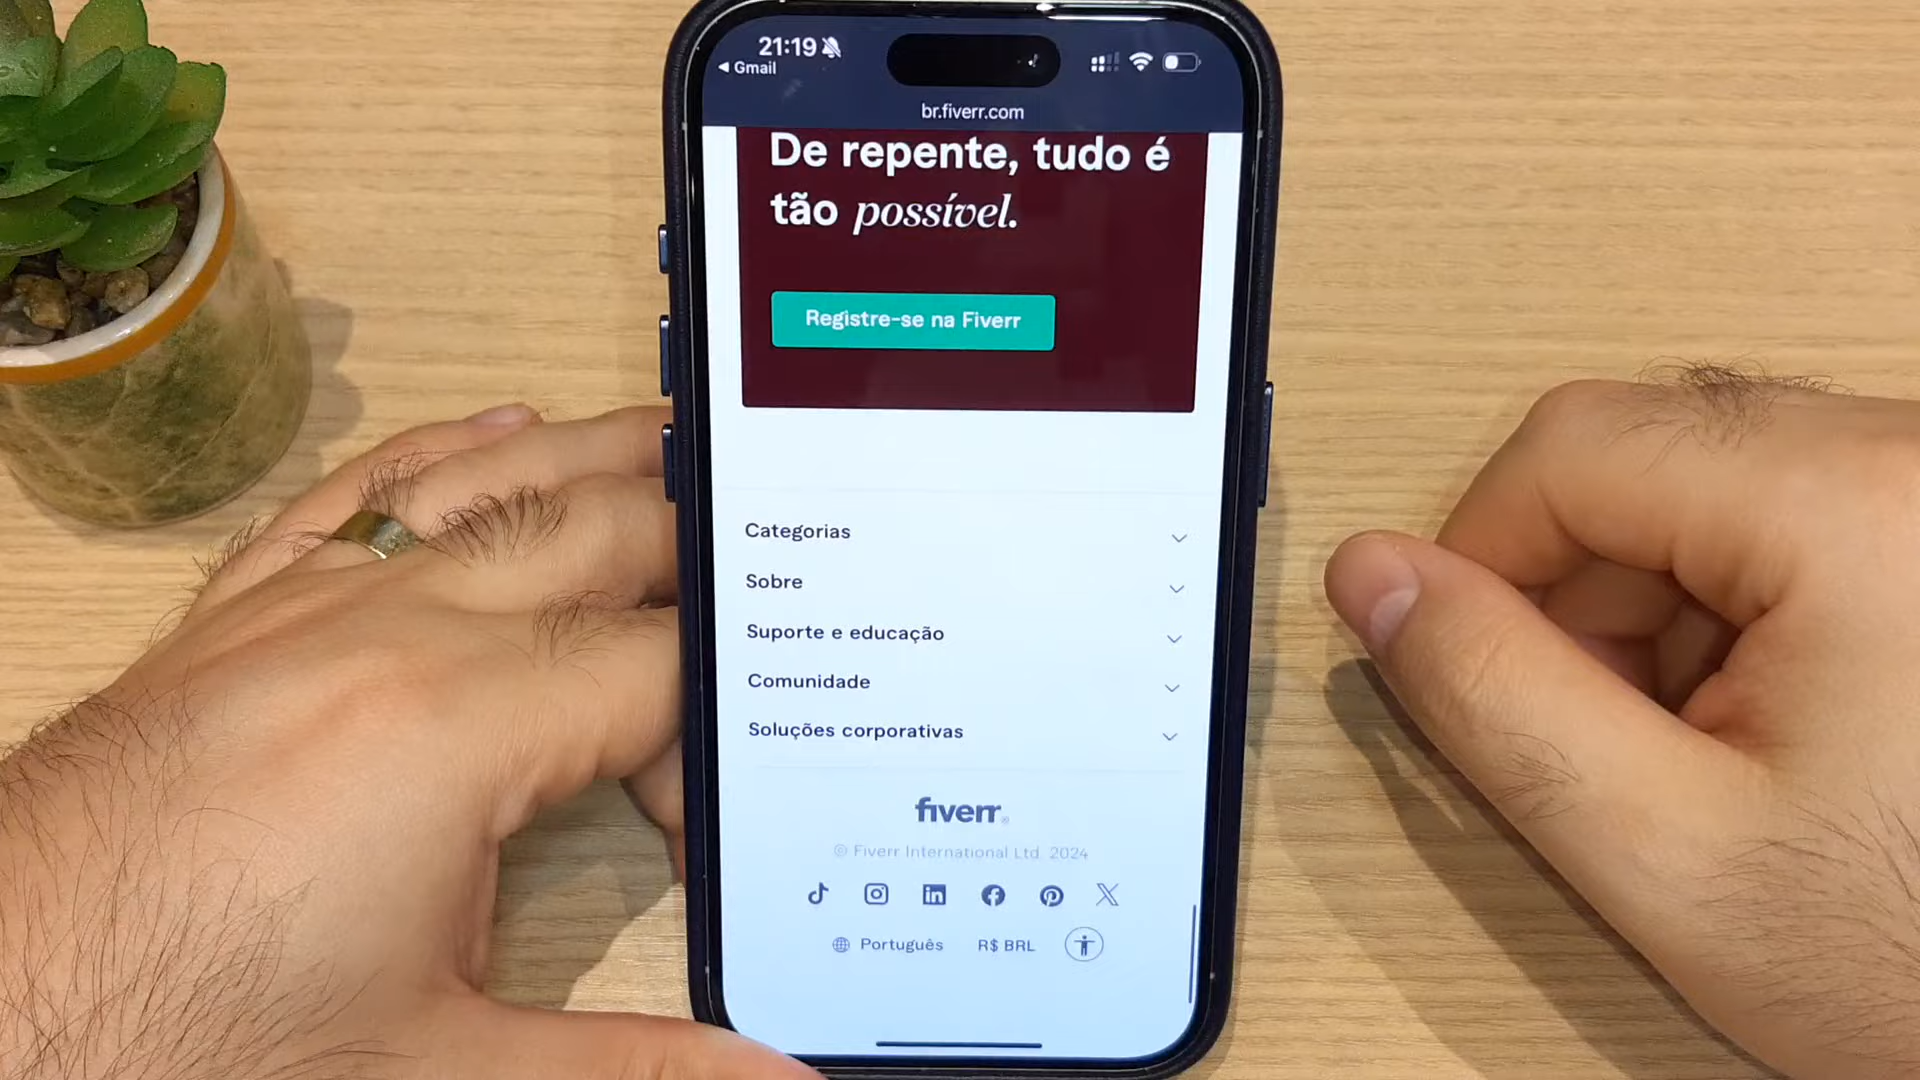 21:19
◀ Gmail
br.fiverr.com
De repente, tudo é
tão possível.
Registre-se na Fiverr
Categorias
Sobre
Suporte e educação
Comunidade
Soluções corporativas
fiverr®
© Fiverr International Ltd. 2024
Português R$ BRL